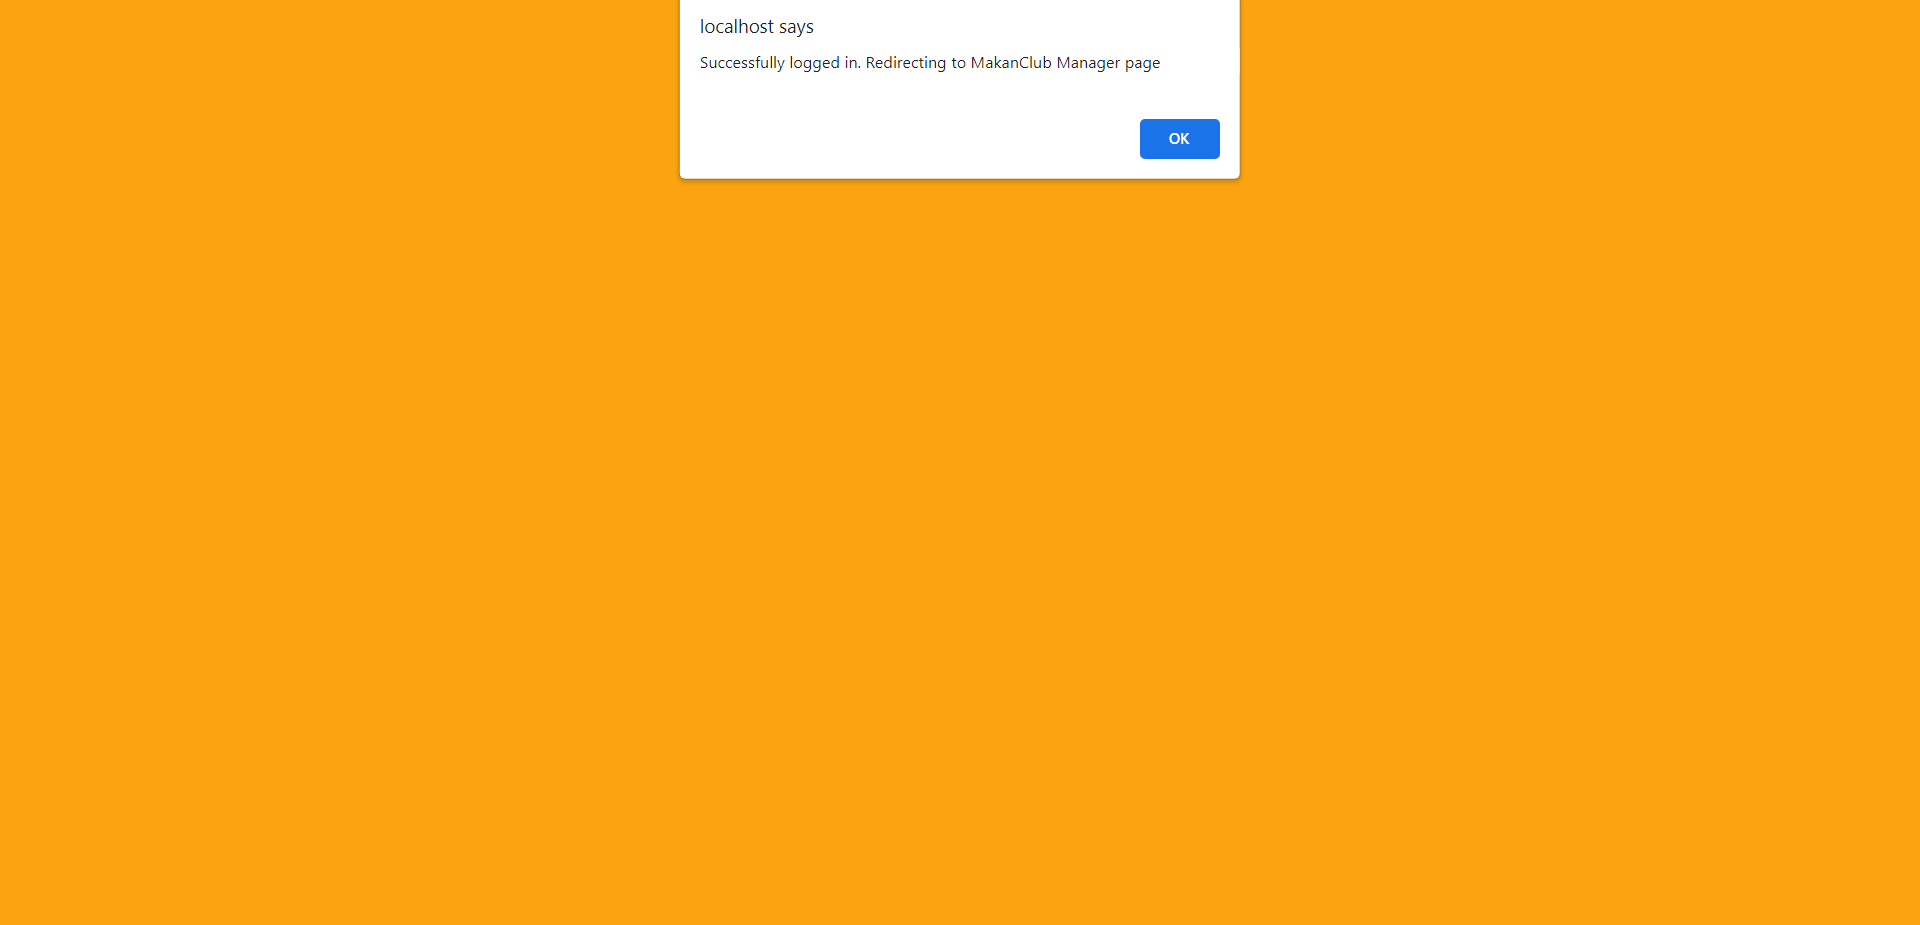 localhost says
Successfully logged in. Redirecting to MakanClub Manager page
OK